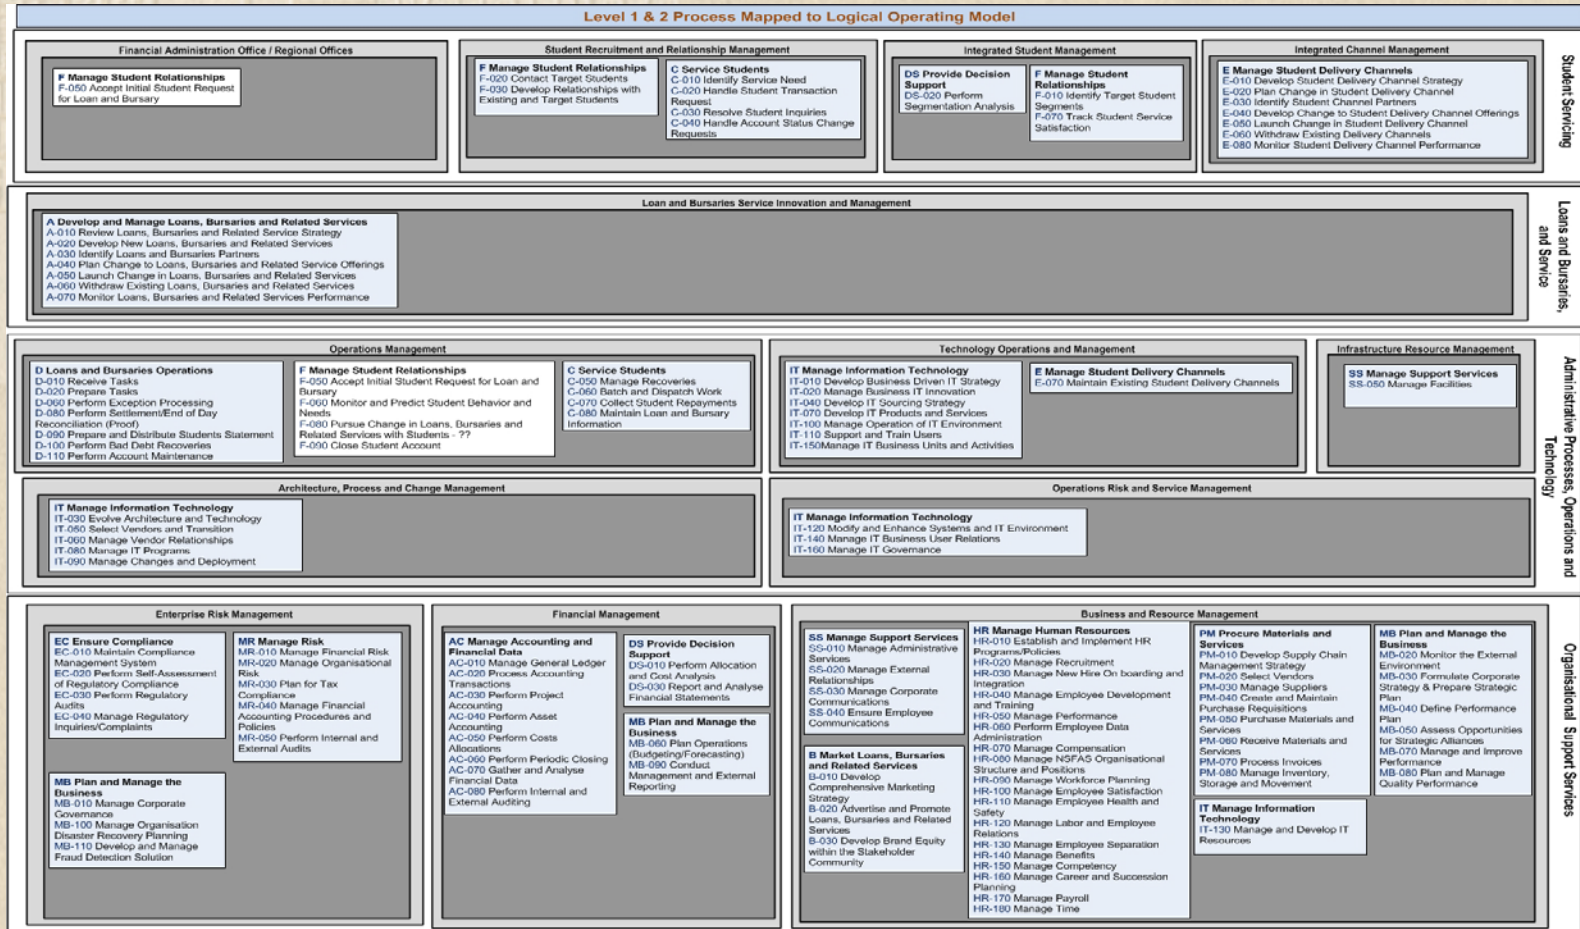 Level 1 & 2 Process Mapped to Logical Operating Model
Financial Administration Office / Regional Offices
F Manage Student Relationships
F-050 Accept Initial Student Request
for Loan and Bursary
Student Recruitment and Relationship Management
F Manage Student Relationships
F-020 Contact Target Students
F-030 Develop Relationships with
Existing and Target Students
C Service Students
C-010 Identify Service Need
C-020 Handle Student Transaction
Request
C-030 Resolve Student Inquiries
C-040 Handle Account Status Change
Requests
Integrated Student Management
DS Provide Decision
Support
DS-020 Perform
Segmentation Analysis
F Manage Student
Relationships
F-010 Identify Target Student
Segments
F-070 Track Student Service
Satisfaction
Integrated Channel Management
E Manage Student Delivery Channels
E-010 Develop Student Delivery Channel Strategy
E-020 Plan Change in Student Delivery Channel
E-030 Identify Student Channel Partners
E-040 Develop Change to Student Delivery Channel Offerings
E-050 Launch Change in Student Delivery Channel
E-060 Withdraw Existing Delivery Channels
E-080 Monitor Student Delivery Channel Performance
Student Servicing
Loan and Bursaries Service Innovation and Management
A Develop and Manage Loans, Bursaries and Related Services
A-010 Review Loans, Bursaries and Related Service Strategy
A-020 Develop New Loans, Bursaries and Related Services
A-030 Identify Loans and Bursaries Partners
A-040 Plan Change to Loans, Bursaries and Related Service Offerings
A-050 Launch Change in Loans, Bursaries and Related Services
A-060 Withdraw Existing Loans, Bursaries and Related Services
A-070 Monitor Loans, Bursaries and Related Services Performance
Loans and Bursaries,
and Service
Operations Management
D Loans and Bursaries Operations
D-010 Receive Tasks
D-020 Prepare Tasks
D-060 Perform Exception Processing
D-080 Perform Settlement/End of Day
Reconciliation (Proof)
D-090 Prepare and Distribute Students Statement
D-100 Perform Bad Debt Recoveries
D-110 Perform Account Maintenance
F Manage Student Relationships
F-050 Accept Initial Student Request for Loan and
Bursary
F-060 Monitor and Predict Student Behavior and
Needs
F-080 Pursue Change in Loans, Bursaries and
Related Services with Students - ??
F-090 Close Student Account
C Service Students
C-050 Manage Recoveries
C-060 Batch and Dispatch Work
C-070 Collect Student Repayments
C-080 Maintain Loan and Bursary
Information
Technology Operations and Management
IT Manage Information Technology
IT-010 Develop Business Driven IT Strategy
IT-020 Manage Business IT Innovation
IT-040 Develop IT Sourcing Strategy
IT-070 Develop IT Products and Services
IT-100 Manage Operation of IT Environment
IT-110 Support and Train Users
IT-150Manage IT Business Units and Activities
E Manage Student Delivery Channels
E-070 Maintain Existing Student Delivery Channels
Infrastructure Resource Management
SS Manage Support Services
SS-050 Manage Facilities
Administrative Processes, Operations and
Technology
Architecture, Process and Change Management
IT Manage Information Technology
IT-030 Evolve Architecture and Technology
IT-050 Select Vendors and Transition
IT-060 Manage Vendor Relationships
IT-080 Manage IT Programs
IT-090 Manage Changes and Deployment
Operations Risk and Service Management
IT Manage Information Technology
IT-120 Modify and Enhance Systems and IT Environment
IT-140 Manage IT Business User Relations
IT-160 Manage IT Governance
Enterprise Risk Management
EC Ensure Compliance
EC-010 Maintain Compliance
Management System
EC-020 Perform Self-Assessment
of Regulatory Compliance
EC-030 Perform Regulatory
Audits
EC-040 Manage Regulatory
Inquiries/Complaints
MR Manage Risk
MR-010 Manage Financial Risk
MR-020 Manage Organisational
Risk
MR-030 Plan for Tax
Compliance
MR-040 Manage Financial
Accounting Procedures and
Policies
MR-050 Perform Internal and
External Audits
MB Plan and Manage the
Business
MB-010 Manage Corporate
Governance
MB-100 Manage Organisation
Disaster Recovery Planning
MB-110 Develop and Manage
Fraud Detection Solution
Financial Management
AC Manage Accounting and
Financial Data
AC-010 Manage General Ledger
AC-020 Process Accounting
Transactions
AC-030 Perform Project
Accounting
AC-040 Perform Asset
Accounting
AC-050 Perform Costs
Allocations
AC-060 Perform Periodic Closing
AC-070 Gather and Analyse
Financial Data
AC-080 Perform Internal and
External Auditing
DS Provide Decision
Support
DS-010 Perform Allocation
and Cost Analysis
DS-030 Report and Analyse
Financial Statements
MB Plan and Manage the
Business
MB-060 Plan Operations
(Budgeting/Forecasting)
MB-090 Conduct
Management and External
Reporting
Business and Resource Management
SS Manage Support Services
SS-010 Manage Administrative
Services
SS-020 Manage External
Relationships
SS-030 Manage Corporate
Communications
SS-040 Ensure Employee
Communications
B Market Loans, Bursaries
and Related Services
B-010 Develop
Comprehensive Marketing
Strategy
B-020 Advertise and Promote
Loans, Bursaries and Related
Services
B-030 Develop Brand Equity
within the Stakeholder
Community
HR Manage Human Resources
HR-010 Establish and Implement HR
Programs/Policies
HR-020 Manage Recruitment
HR-030 Manage New Hire On boarding and
Integration
HR-040 Manage Employee Development
and Training
HR-050 Manage Performance
HR-060 Perform Employee Data
Administration
HR-070 Manage Compensation
HR-080 Manage NSFAS Organisational
Structure and Positions
HR-090 Manage Workforce Planning
HR-100 Manage Employee Satisfaction
HR-110 Manage Employee Health and
Safety
HR-120 Manage Labor and Employee
Relations
HR-130 Manage Employee Separation
HR-140 Manage Benefits
HR-150 Manage Competency
HR-160 Manage Career and Succession
Planning
HR-170 Manage Payroll
HR-180 Manage Time
PM Procure Materials and
Services
PM-010 Develop Supply Chain
Management Strategy
PM-020 Select Vendors
PM-030 Manage Suppliers
PM-040 Create and Maintain
Purchase Requisitions
PM-050 Purchase Materials and
Services
PM-060 Receive Materials and
Services
PM-070 Process Invoices
PM-080 Manage Inventory,
Storage and Movement
IT Manage Information
Technology
IT-130 Manage and Develop IT
Resources
MB Plan and Manage the
Business
MB-020 Monitor the External
Environment
MB-030 Formulate Corporate
Strategy & Prepare Strategic
Plan
MB-040 Define Performance
Plan
MB-050 Assess Opportunities
for Strategic Alliances
MB-070 Manage and Improve
Performance
MB-080 Plan and Manage
Quality Performance
Organisational Support Services